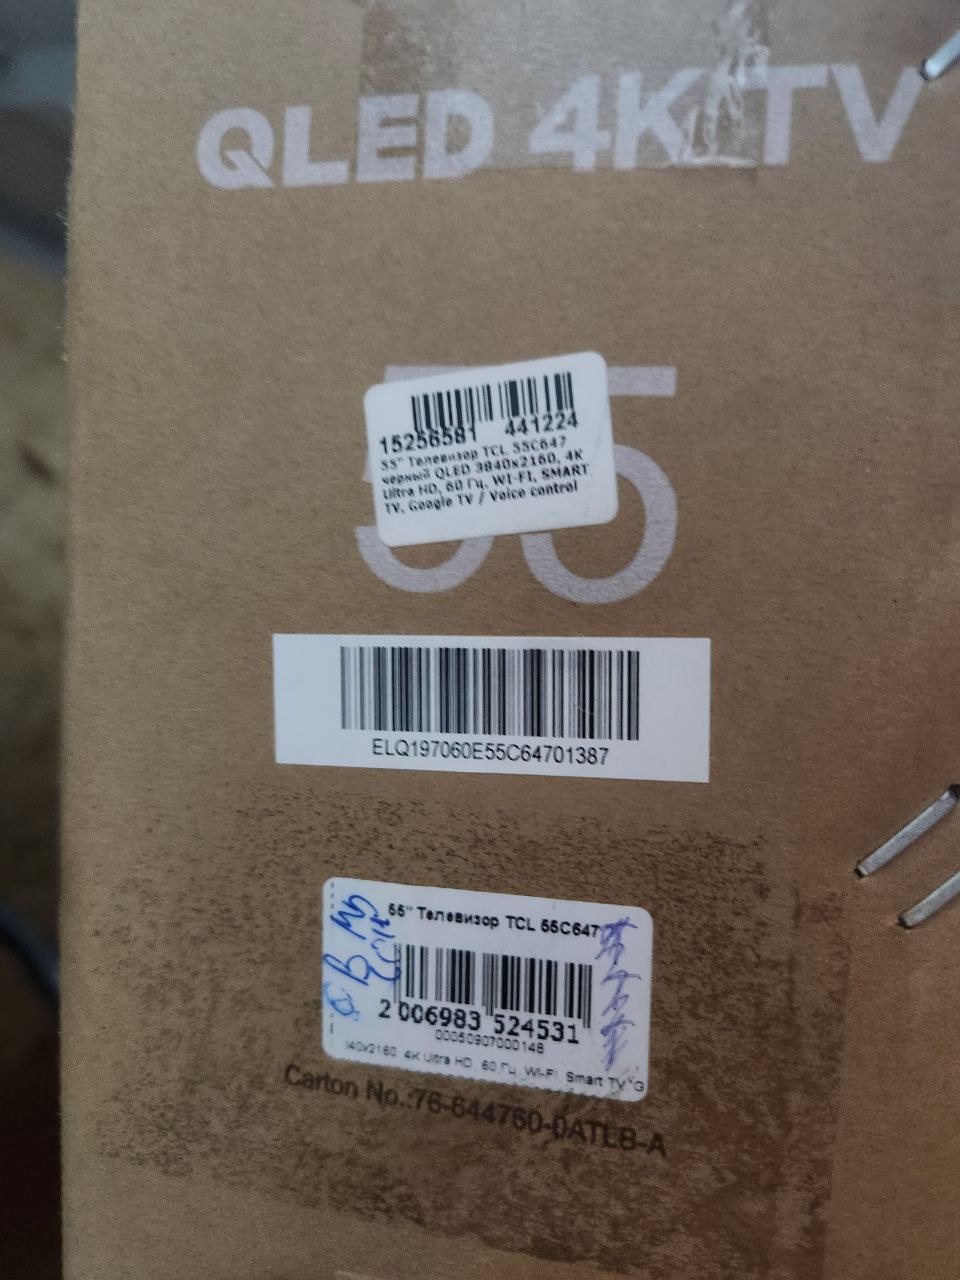 QLED 4K TV
55
15256581 441224
55" Телевизор TCL 55C647
черный QLED 3840x2160, 4K
Ultra HD, 60 Гц, WI-FI, SMART
TV, Google TV / Voice control
ELQ197060E55C64701387
55" Телевизор TCL 55C647
2 006983 524531
00050907000148
i40x2160 4K Ultra HD, 60 Гц, WI-FI, Smart TV, G
Carton No.:76-644760-0ATLB-A